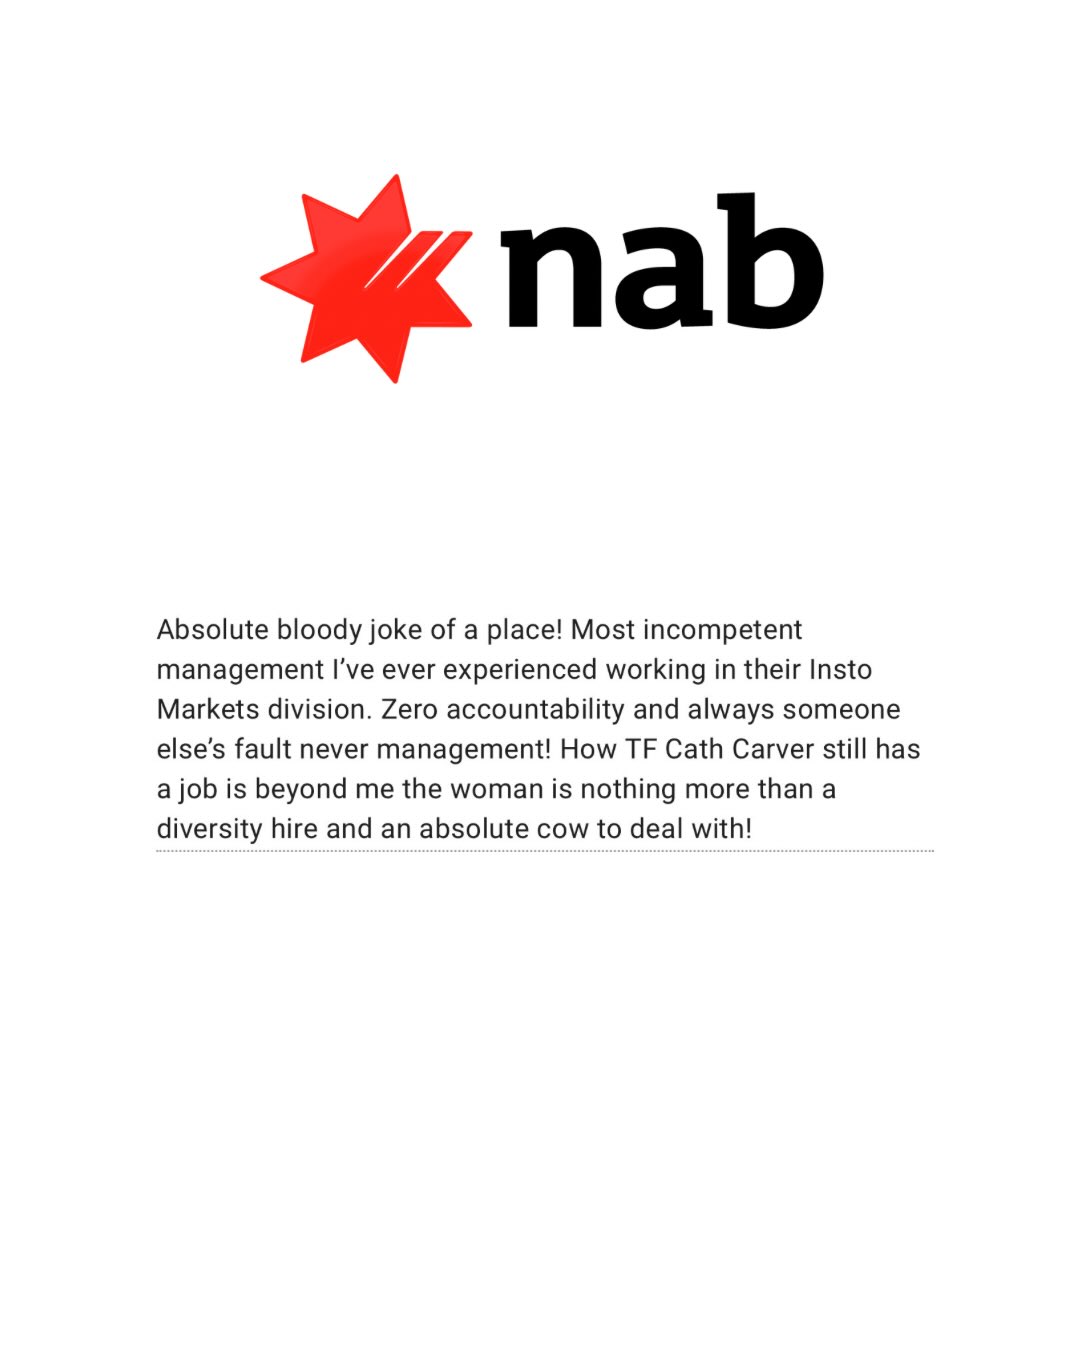 nab
Absolute bloody joke of a place! Most incompetent
management I’ve ever experienced working in their Insto
Markets division. Zero accountability and always someone
else’s fault never management! How TF Cath Carver still has
a job is beyond me the woman is nothing more than a
diversity hire and an absolute cow to deal with!